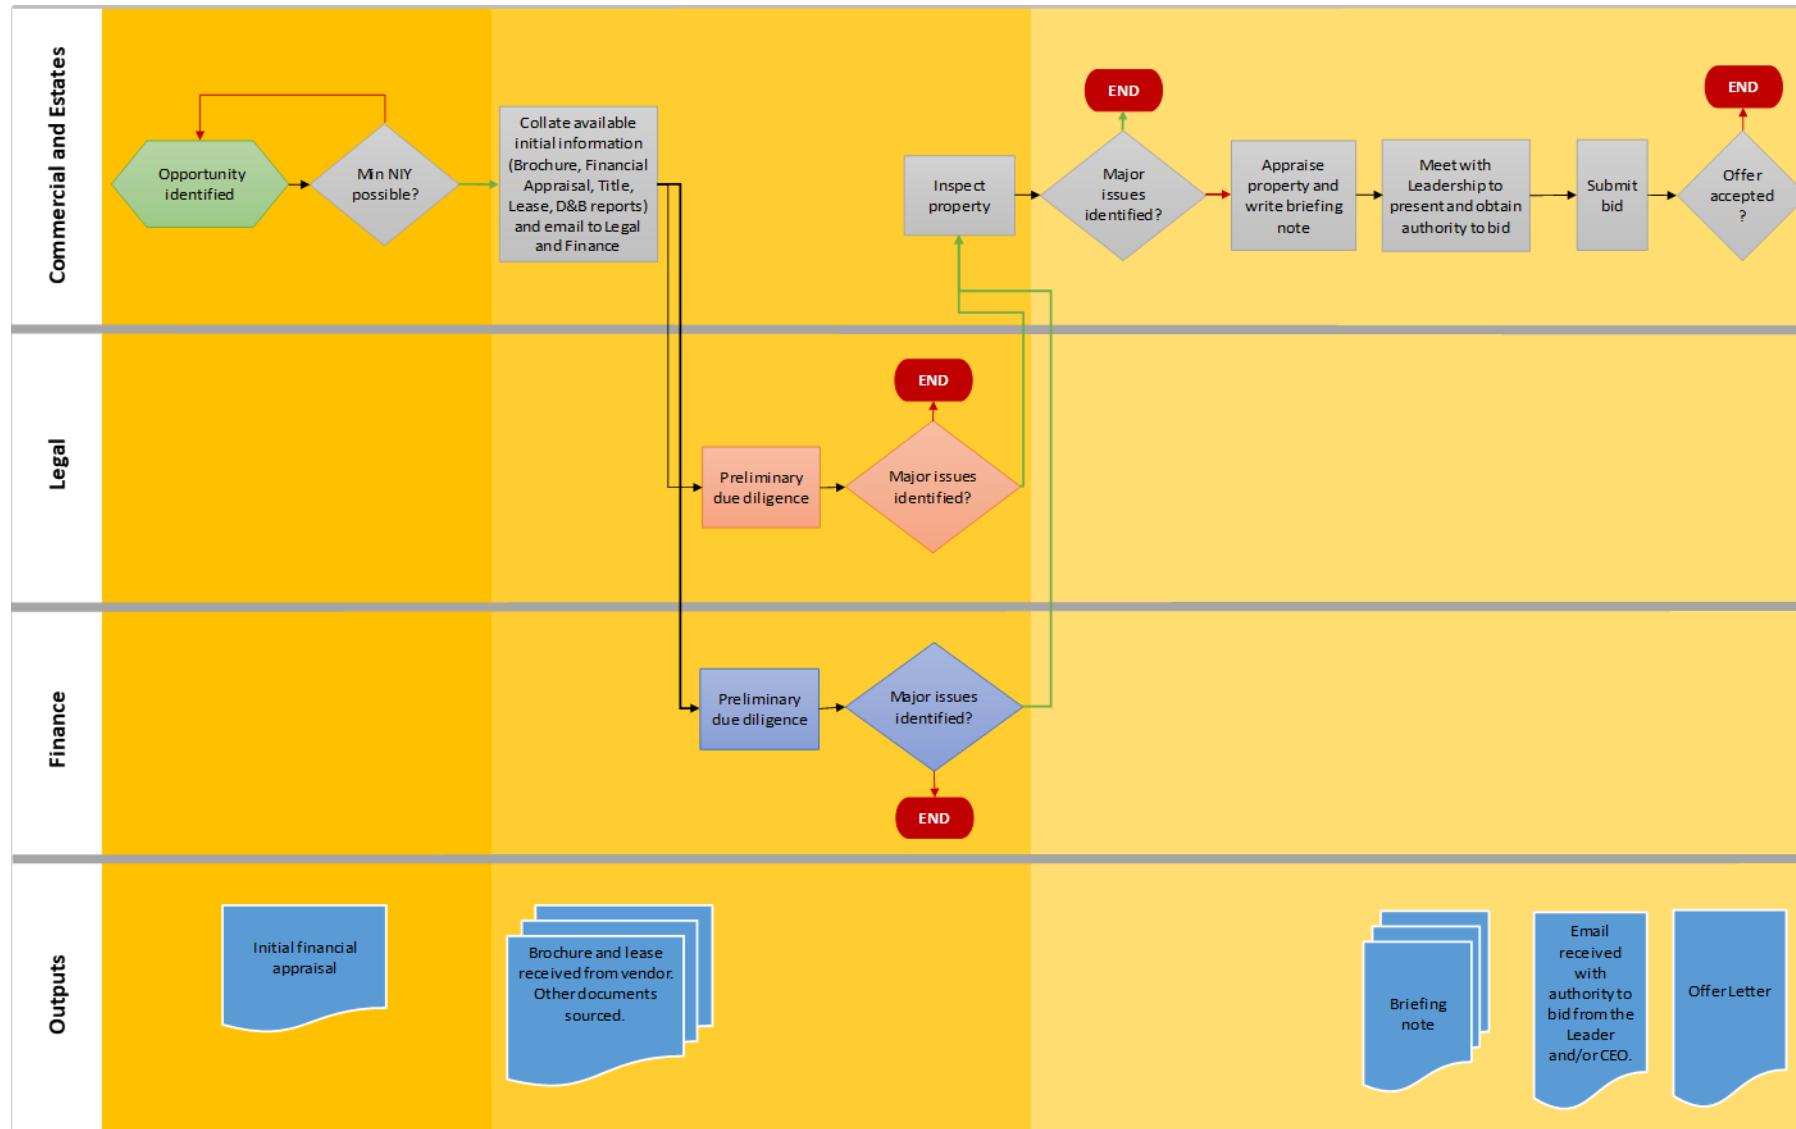 Commercial and Estates
Opportunity
identified
Min NIY
possible?
Collate available
initial information
(Brochure, Financial
Appraisal, Title,
Lease, D&B reports)
and email to Legal
and Finance
Inspect
property
END
Major
issues
identified?
Appraise
property and
write briefing
note
Meet with
Leadership to
present and obtain
authority to bid
Submit
bid
END
Offer
accepted
?
Legal
Preliminary
due diligence
END
Major issues
identified?
Finance
Preliminary
due diligence
Major issues
identified?
END
Outputs
Initial financial
appraisal
Brochure and lease
received from vendor.
Other documents
sourced.
Briefing
note
Email
received
with
authority to
bid from the
Leader
and/or CEO.
Offer Letter